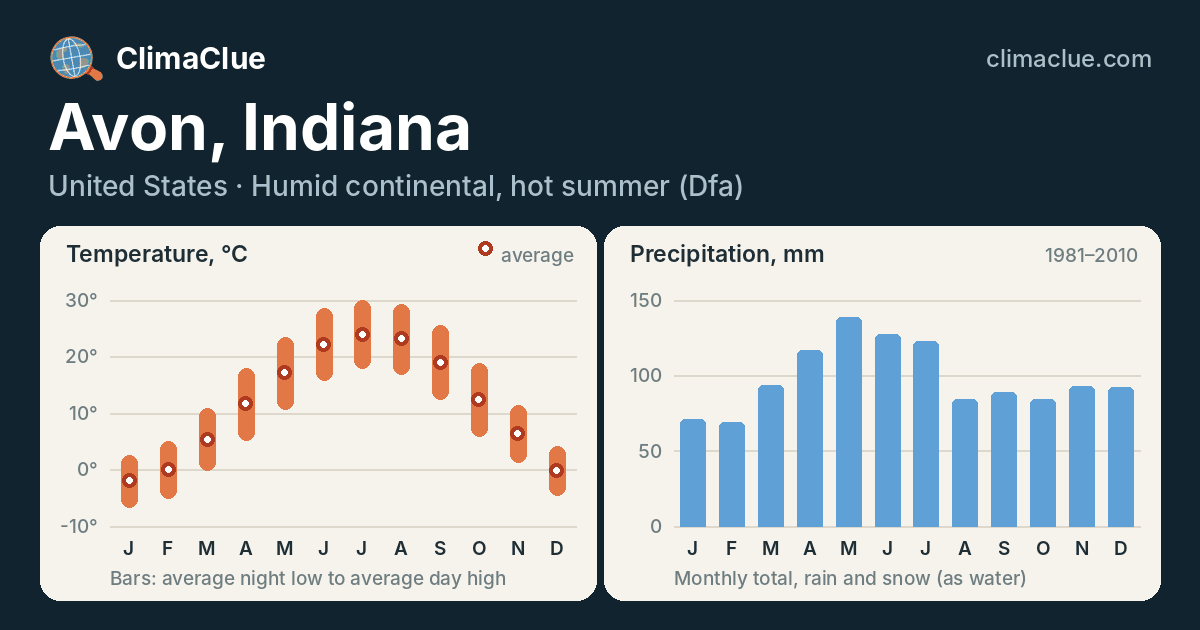 ClimaClue
climaclue.com
Avon, Indiana
United States · Humid continental, hot summer (Dfa)
Temperature, °C
average
30°
20°
10°
0°
-10°
J F M A M J J A S O N D
Bars: average night low to average day high
Precipitation, mm
1981–2010
150
100
50
0
J F M A M J J A S O N D
Monthly total, rain and snow (as water)